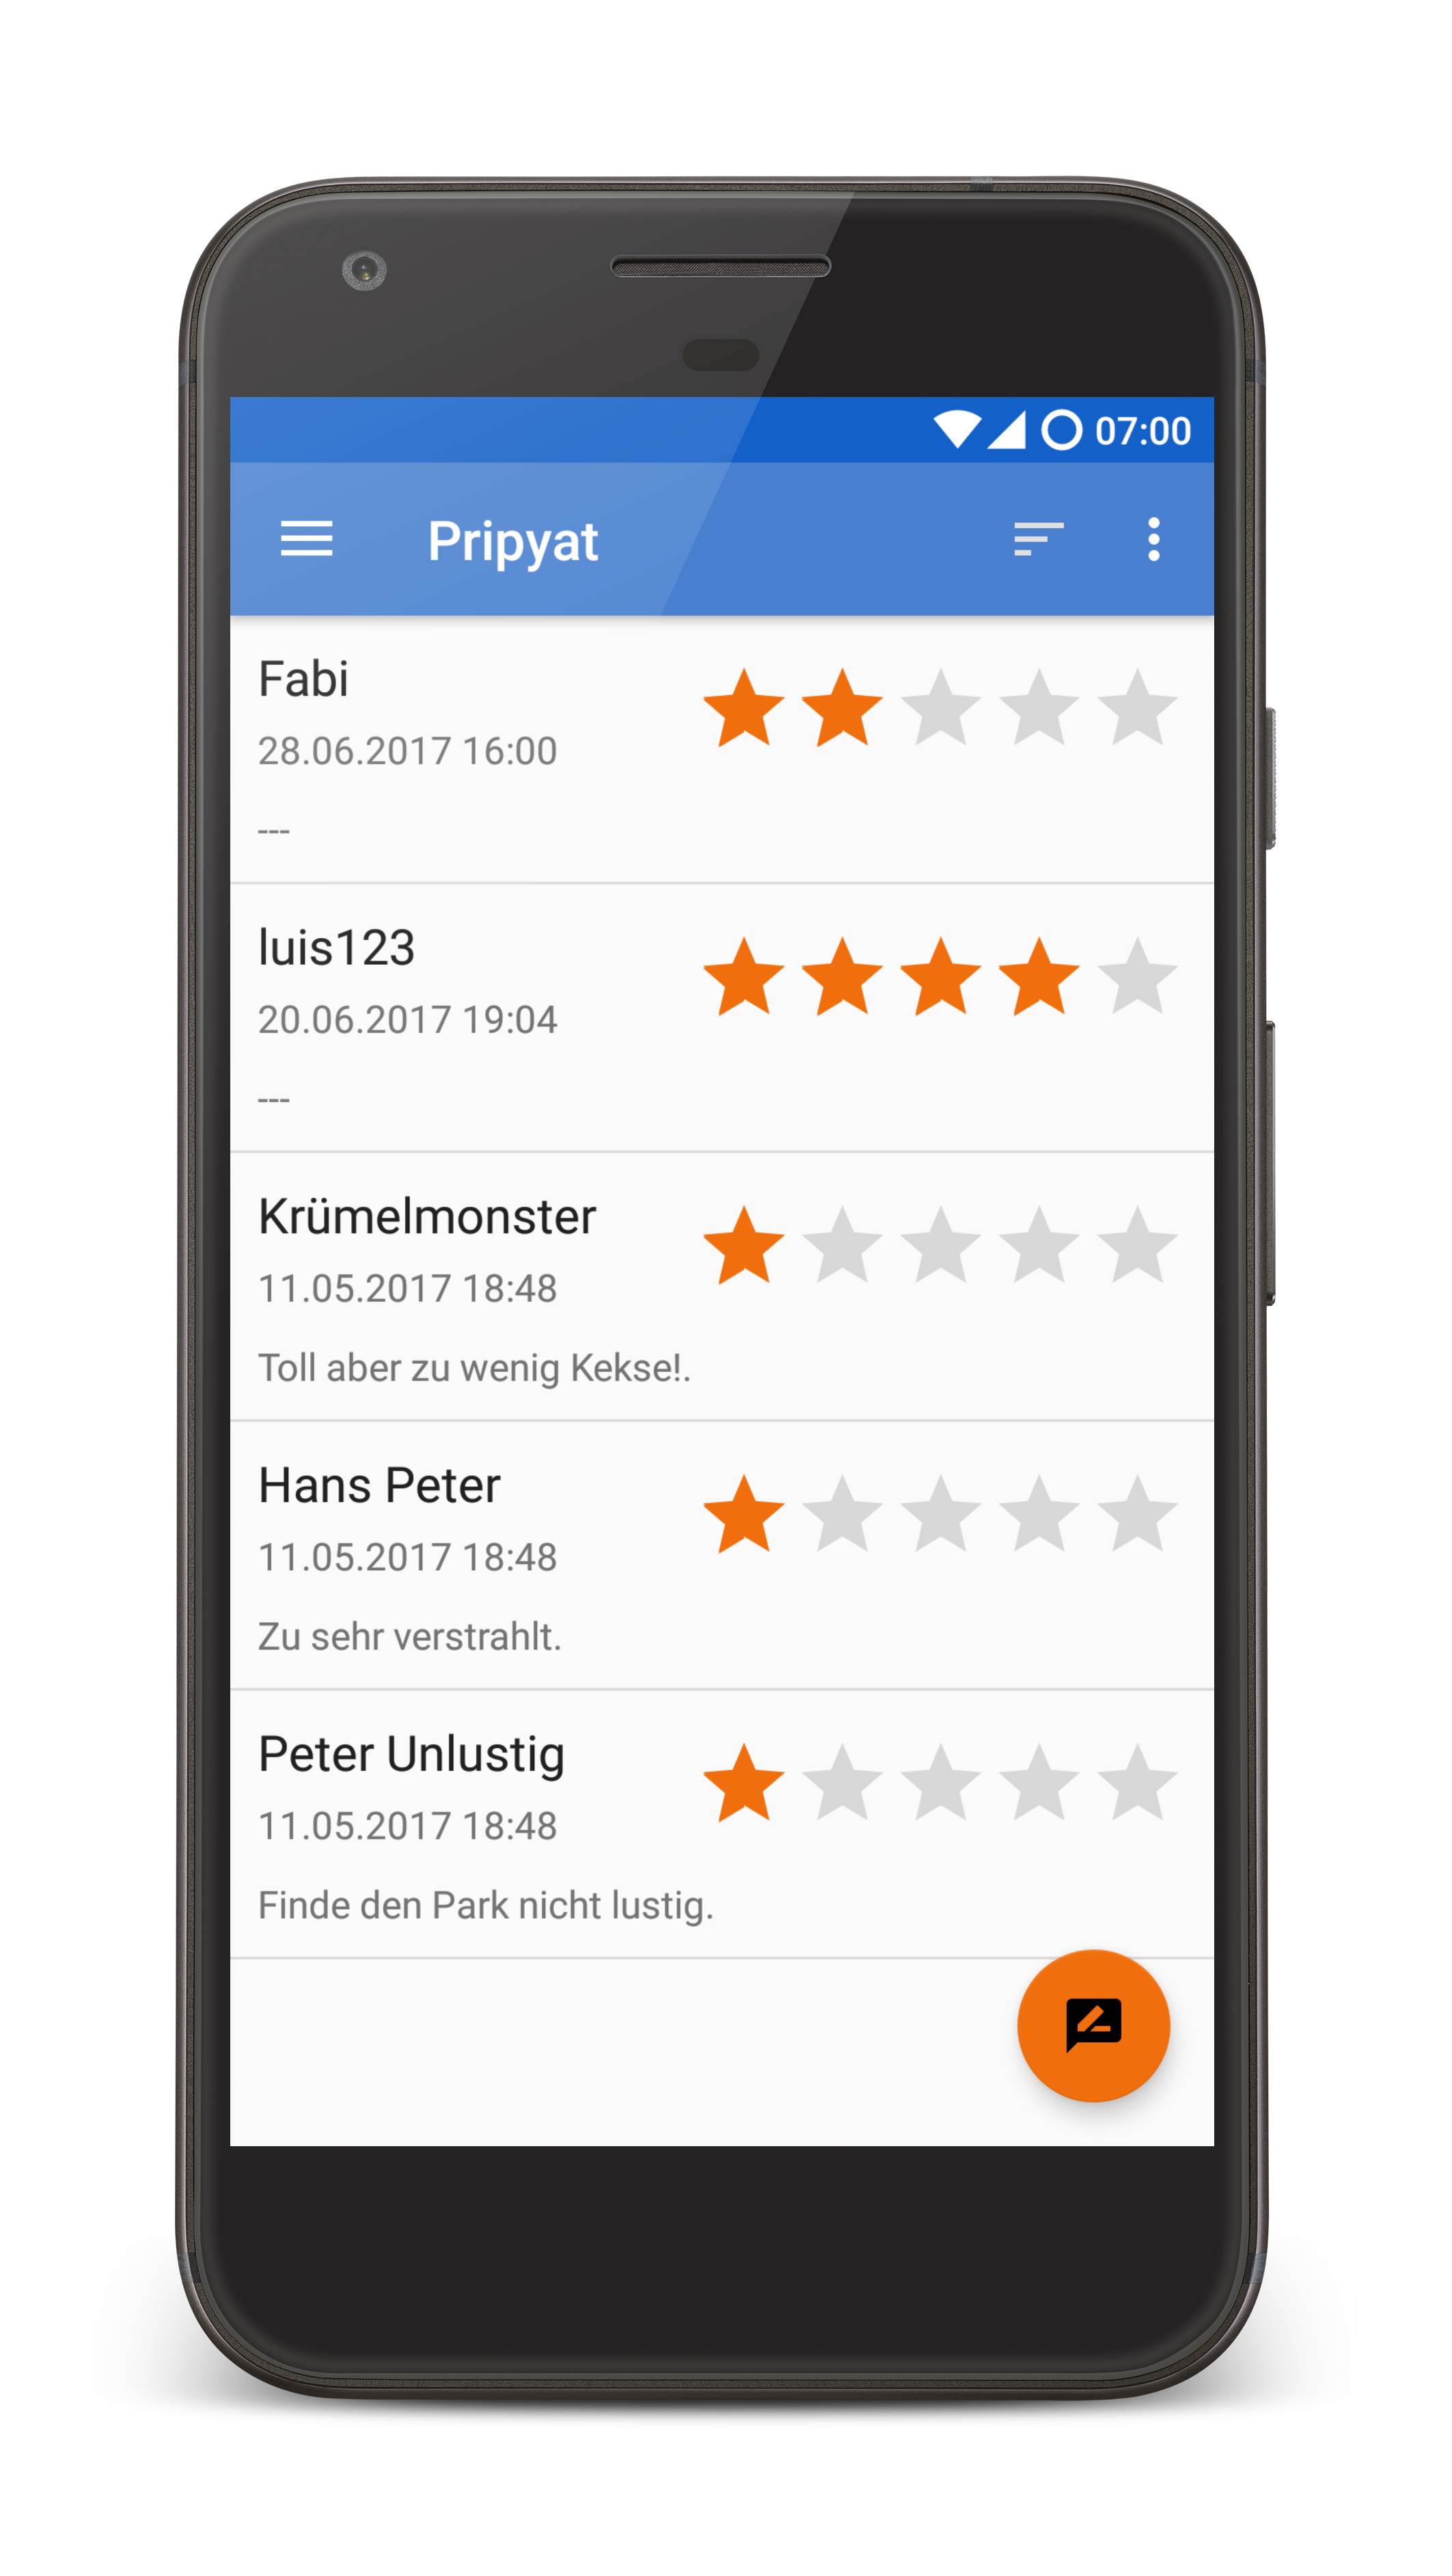 07:00
Pripyat
Fabi
28.06.2017 16:00
---
luis123
20.06.2017 19:04
---
Krümelmonster
11.05.2017 18:48
Toll aber zu wenig Kekse!.
Hans Peter
11.05.2017 18:48
Zu sehr verstrahlt.
Peter Unlustig
11.05.2017 18:48
Finde den Park nicht lustig.